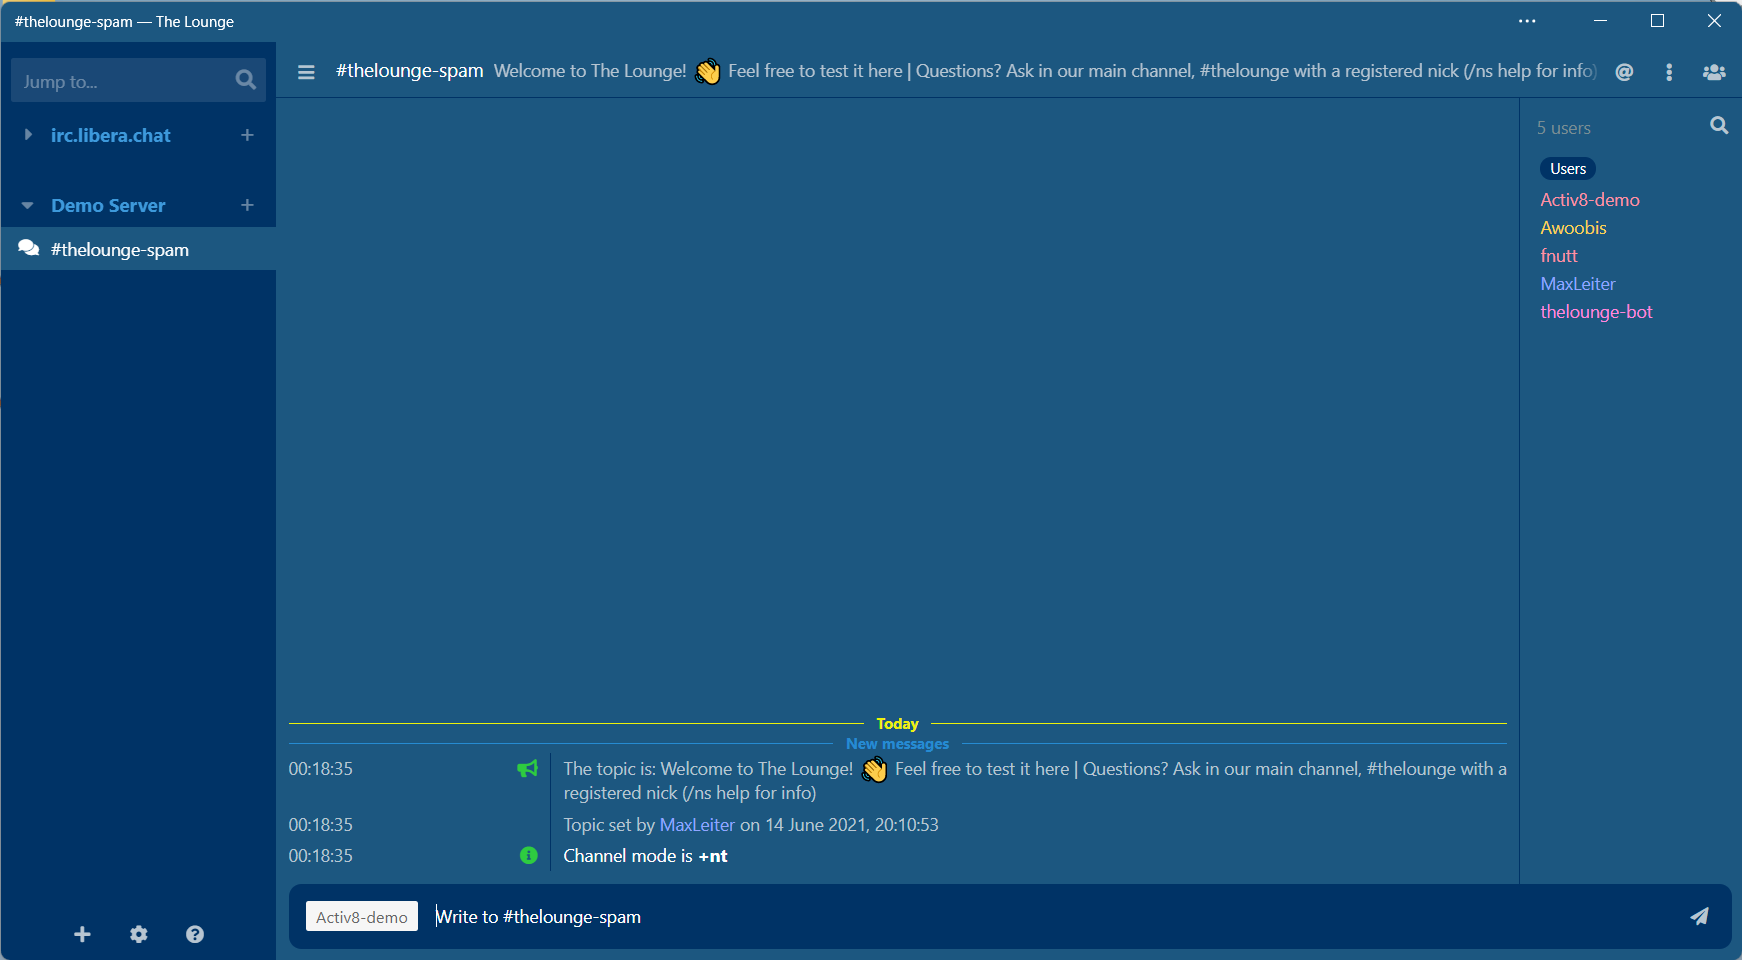 #thelounge-spam — The Lounge
Jump to...
irc.libera.chat
Demo Server
#thelounge-spam
#thelounge-spam Welcome to The Lounge! 👋 Feel free to test it here | Questions? Ask in our main channel, #thelounge with a registered nick (/ns help for info)
5 users
Users
Activ8-demo
Awoobis
fnutt
MaxLeiter
thelounge-bot
Today
New messages
00:18:35 The topic is: Welcome to The Lounge! 👋 Feel free to test it here | Questions? Ask in our main channel, #thelounge with a
registered nick (/ns help for info)
00:18:35 Topic set by MaxLeiter on 14 June 2021, 20:10:53
00:18:35 Channel mode is +nt
Activ8-demo Write to #thelounge-spam